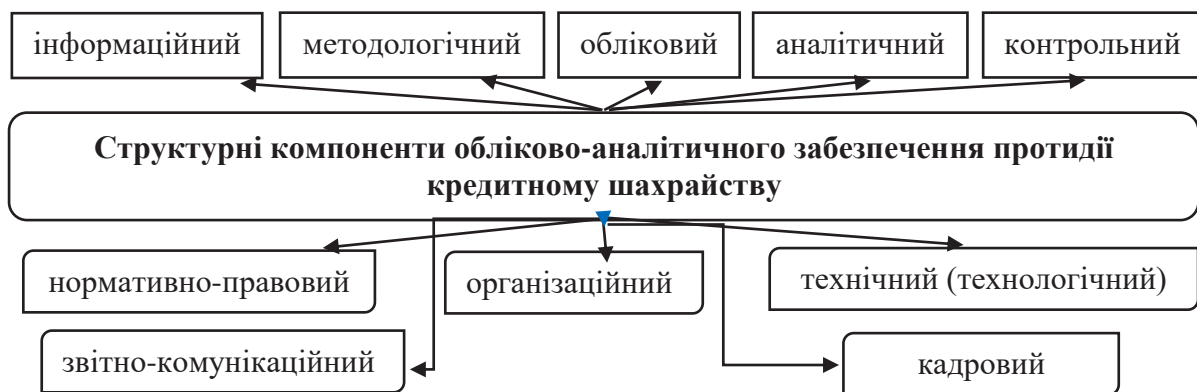 інформаційний
методологічний
обліковий
аналітичний
контрольний
Структурні компоненти обліково-аналітичного забезпечення протидії
кредитному шахрайству
нормативно-правовий
організаційний
технічний (технологічний)
звітно-комунікаційний
кадровий